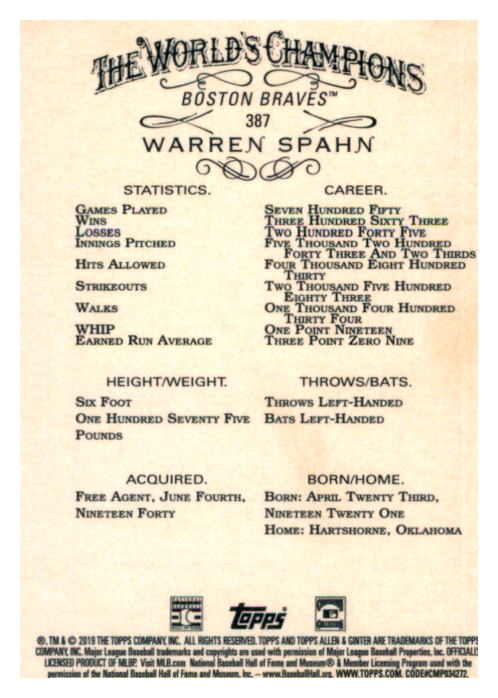 THE WORLD'S CHAMPIONS
BOSTON BRAVES™
387
WARREN SPAHN
STATISTICS. CAREER.
GAMES PLAYED SEVEN HUNDRED FIFTY
WINS THREE HUNDRED SIXTY THREE
LOSSES TWO HUNDRED FORTY FIVE
INNINGS PITCHED FIVE THOUSAND TWO HUNDRED
FORTY THREE AND TWO THIRDS
HITS ALLOWED FOUR THOUSAND EIGHT HUNDRED
THIRTY
STRIKEOUTS TWO THOUSAND FIVE HUNDRED
EIGHTY THREE
WALKS ONE THOUSAND FOUR HUNDRED
THIRTY FOUR
WHIP ONE POINT NINETEEN
EARNED RUN AVERAGE THREE POINT ZERO NINE
HEIGHT/WEIGHT. THROWS/BATS.
SIX FOOT THROWS LEFT-HANDED
ONE HUNDRED SEVENTY FIVE BATS LEFT-HANDED
POUNDS
ACQUIRED. BORN/HOME.
FREE AGENT, JUNE FOURTH, BORN: APRIL TWENTY THIRD,
NINETEEN FORTY NINETEEN TWENTY ONE
HOME: HARTSHORNE, OKLAHOMA
topps
®, TM & © 2019 THE TOPPS COMPANY, INC. ALL RIGHTS RESERVED. TOPPS AND TOPPS ALLEN & GINTER ARE TRADEMARKS OF THE TOPPS
COMPANY, INC. Major League Baseball trademarks and copyrights are used with permission of Major League Baseball Properties, Inc. OFFICIALLY
LICENSED PRODUCT OF MLBP. Visit MLB.com National Baseball Hall of Fame and Museum® & Member Licensing Program used with the
permission of the National Baseball Hall of Fame and Museum, Inc. – www.BaseballHall.org. WWW.TOPPS.COM. CODE#CMP034272.